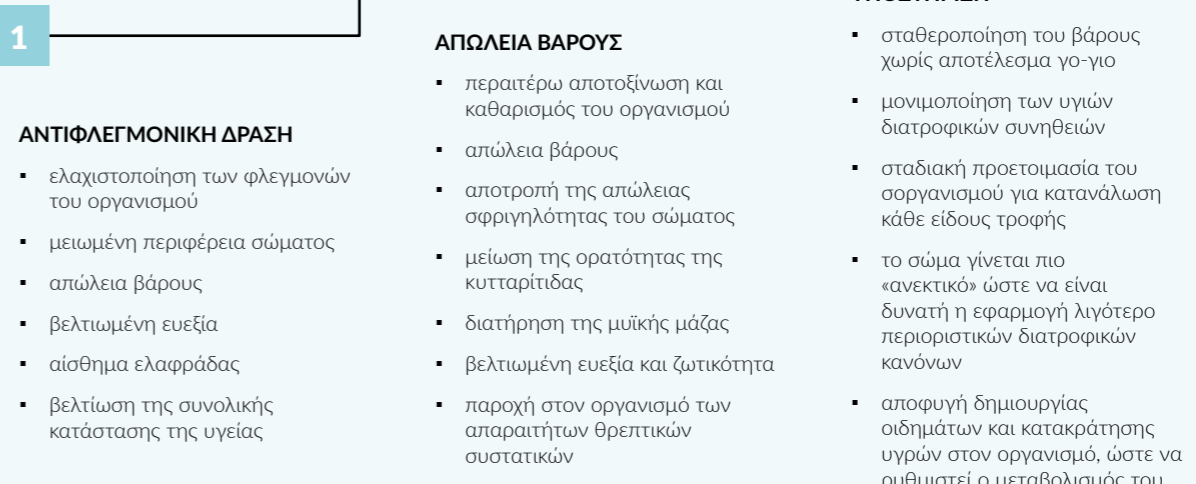 1
ΑΝΤΙΦΛΕΓΜΟΝΙΚΗ ΔΡΑΣΗ
▪ ελαχιστοποίηση των φλεγμονών
του οργανισμού
▪ μειωμένη περιφέρεια σώματος
▪ απώλεια βάρους
▪ βελτιωμένη ευεξία
▪ αίσθημα ελαφράδας
▪ βελτίωση της συνολικής
κατάστασης της υγείας
ΑΠΩΛΕΙΑ ΒΑΡΟΥΣ
▪ περαιτέρω αποτοξίνωση και
καθαρισμός του οργανισμού
▪ απώλεια βάρους
▪ αποτροπή της απώλειας
σφριγηλότητας του σώματος
▪ μείωση της ορατότητας της
κυτταρίτιδας
▪ διατήρηση της μυϊκής μάζας
▪ βελτιωμένη ευεξία και ζωτικότητα
▪ παροχή στον οργανισμό των
απαραιτήτων θρεπτικών
συστατικών
▪ σταθεροποίηση του βάρους
χωρίς αποτέλεσμα γο-γιο
▪ μονιμοποίηση των υγιών
διατροφικών συνηθειών
▪ σταδιακή προετοιμασία του
σοργανισμού για κατανάλωση
κάθε είδους τροφής
▪ το σώμα γίνεται πιο
«ανεκτικό» ώστε να είναι
δυνατή η εφαρμογή λιγότερο
περιοριστικών διατροφικών
κανόνων
▪ αποφυγή δημιουργίας
οιδημάτων και κατακράτησης
υγρών στον οργανισμό, ώστε να
ρυθμιστεί ο μεταβολισμός του